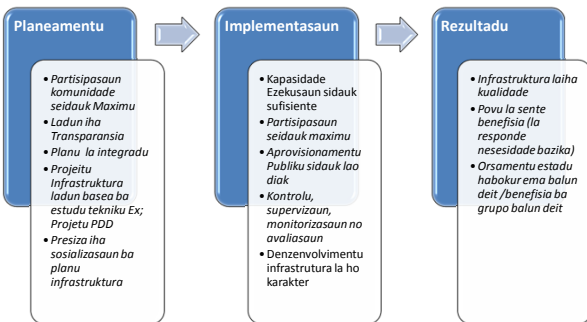 Planeamentu
• Partisipasaun
komunidade
seidauk Maximu
• Ladun iha
Transparansia
• Planu la integradu
• Projeitu
Infrastruktura
ladun basea ba
estudu tekniku Ex;
Projetu PDD
• Presiza iha
sosializasaun ba
planu
infrastruktura
Implementasaun
• Kapasidade
Ezekusaun sidauk
sufisiente
• Partisipasaun
seidauk maximu
• Aprovisionamentu
Publiku sidauk lao
diak
• Kontrolu,
supervizaun,
monitorizasaun no
avaliasaun
• Denzenvolvimentu
infrastrutura la ho
karakter
Rezultadu
• Infrastruktura laiha
kualidade
• Povu la sente
benefisia (la
responde
nesesidade bazika)
• Orsamentu estadu
habokur ema balun
deit /benefisia ba
grupo balun deit